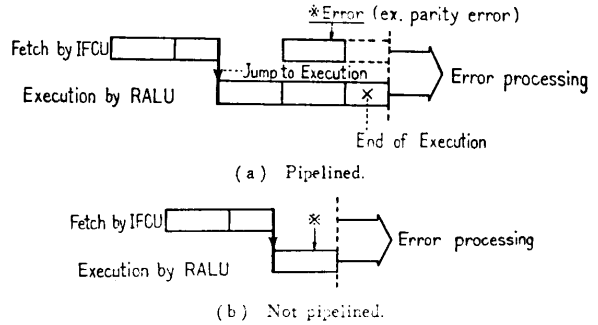 ※Error (ex. parity error)
Fetch by IFCU
Jump to Execution
Error processing
Execution by RALU
×
End of Execution
(a) Pipelined.
※
Fetch by IFCU
Error processing
Execution by RALU
(b) Not pipelined.